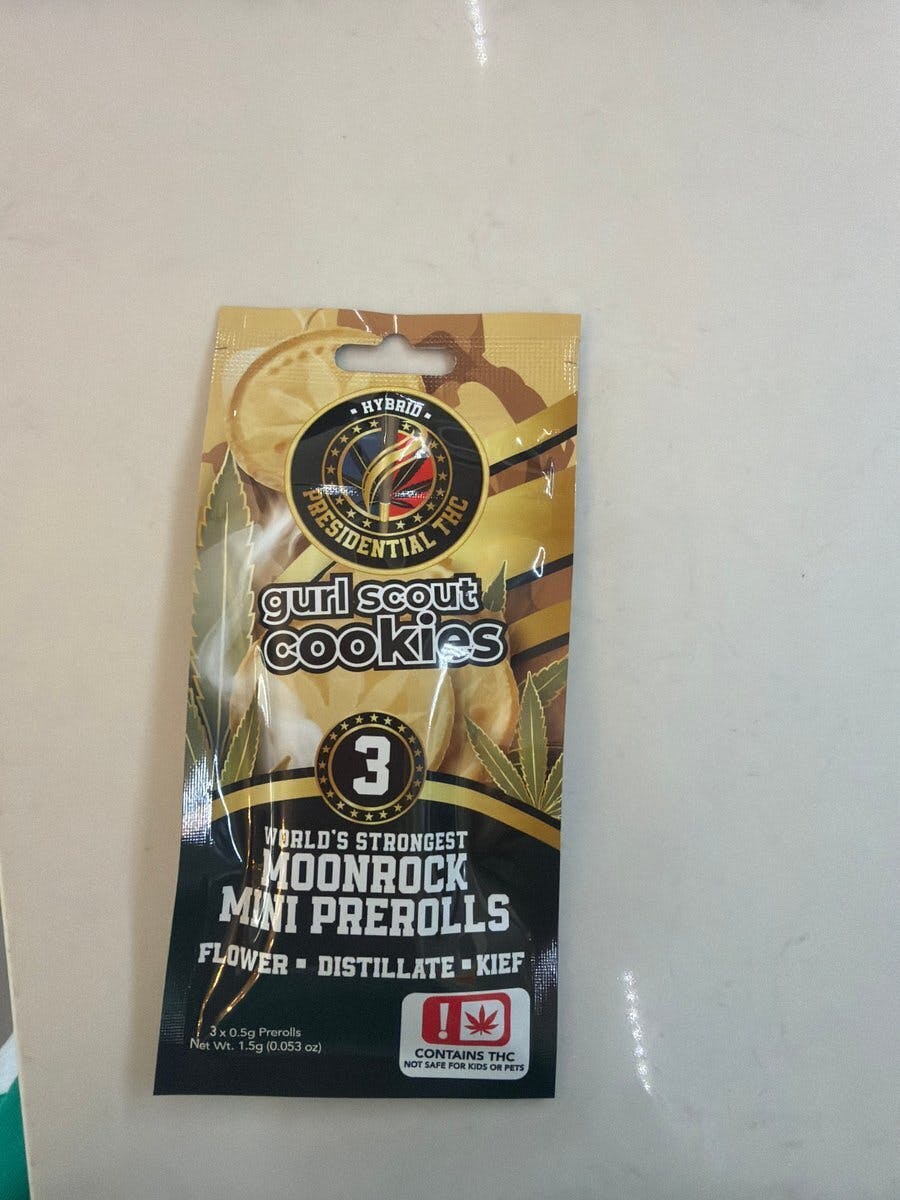 • HYBRID •
PRESIDENTIAL THC
gurl scout
cookies
3
WORLD'S STRONGEST
MOONROCK
MINI PREROLLS
FLOWER ▪ DISTILLATE ▪ KIEF
3 x 0.5g Prerolls
Net Wt. 1.5g (0.053 oz)
!
CONTAINS THC
NOT SAFE FOR KIDS OR PETS